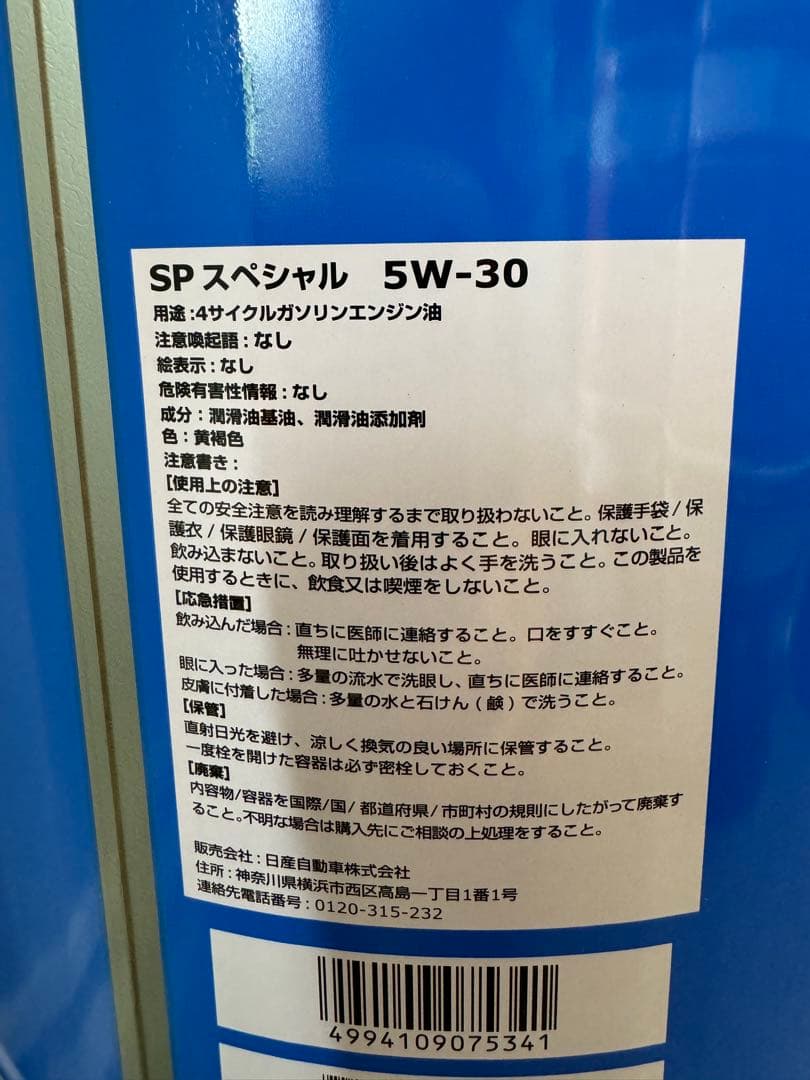 SP スペシャル 5W-30
用途:4サイクルガソリンエンジン油
注意喚起語:なし
絵表示:なし
危険有害性情報:なし
成分:潤滑油基油、潤滑油添加剤
色:黄褐色
注意書き:
[使用上の注意]
全ての安全注意を読み理解するまで取り扱わないこと。保護手袋/保
護衣/保護眼鏡/保護面を着用すること。眼に入れないこと。
飲み込まないこと。取り扱い後はよく手を洗うこと。この製品を
使用するときに、飲食又は喫煙をしないこと。
[応急措置]
飲み込んだ場合:直ちに医師に連絡すること。口をすすぐこと。
無理に吐かせないこと。
眼に入った場合:多量の流水で洗眼し、直ちに医師に連絡すること。
皮膚に付着した場合:多量の水と石けん(鹸)で洗うこと。
[保管]
直射日光を避け、涼しく換気の良い場所に保管すること。
一度栓を開けた容器は必ず密栓しておくこと。
[廃棄]
内容物/容器を国際/国/都道府県/市町村の規則にしたがって廃棄す
ること。不明な場合は購入先にご相談の上処理をすること。
販売会社:日産自動車株式会社
住所:神奈川県横浜市西区高島一丁目1番1号
連絡先電話番号:0120-315-232
4994109075341